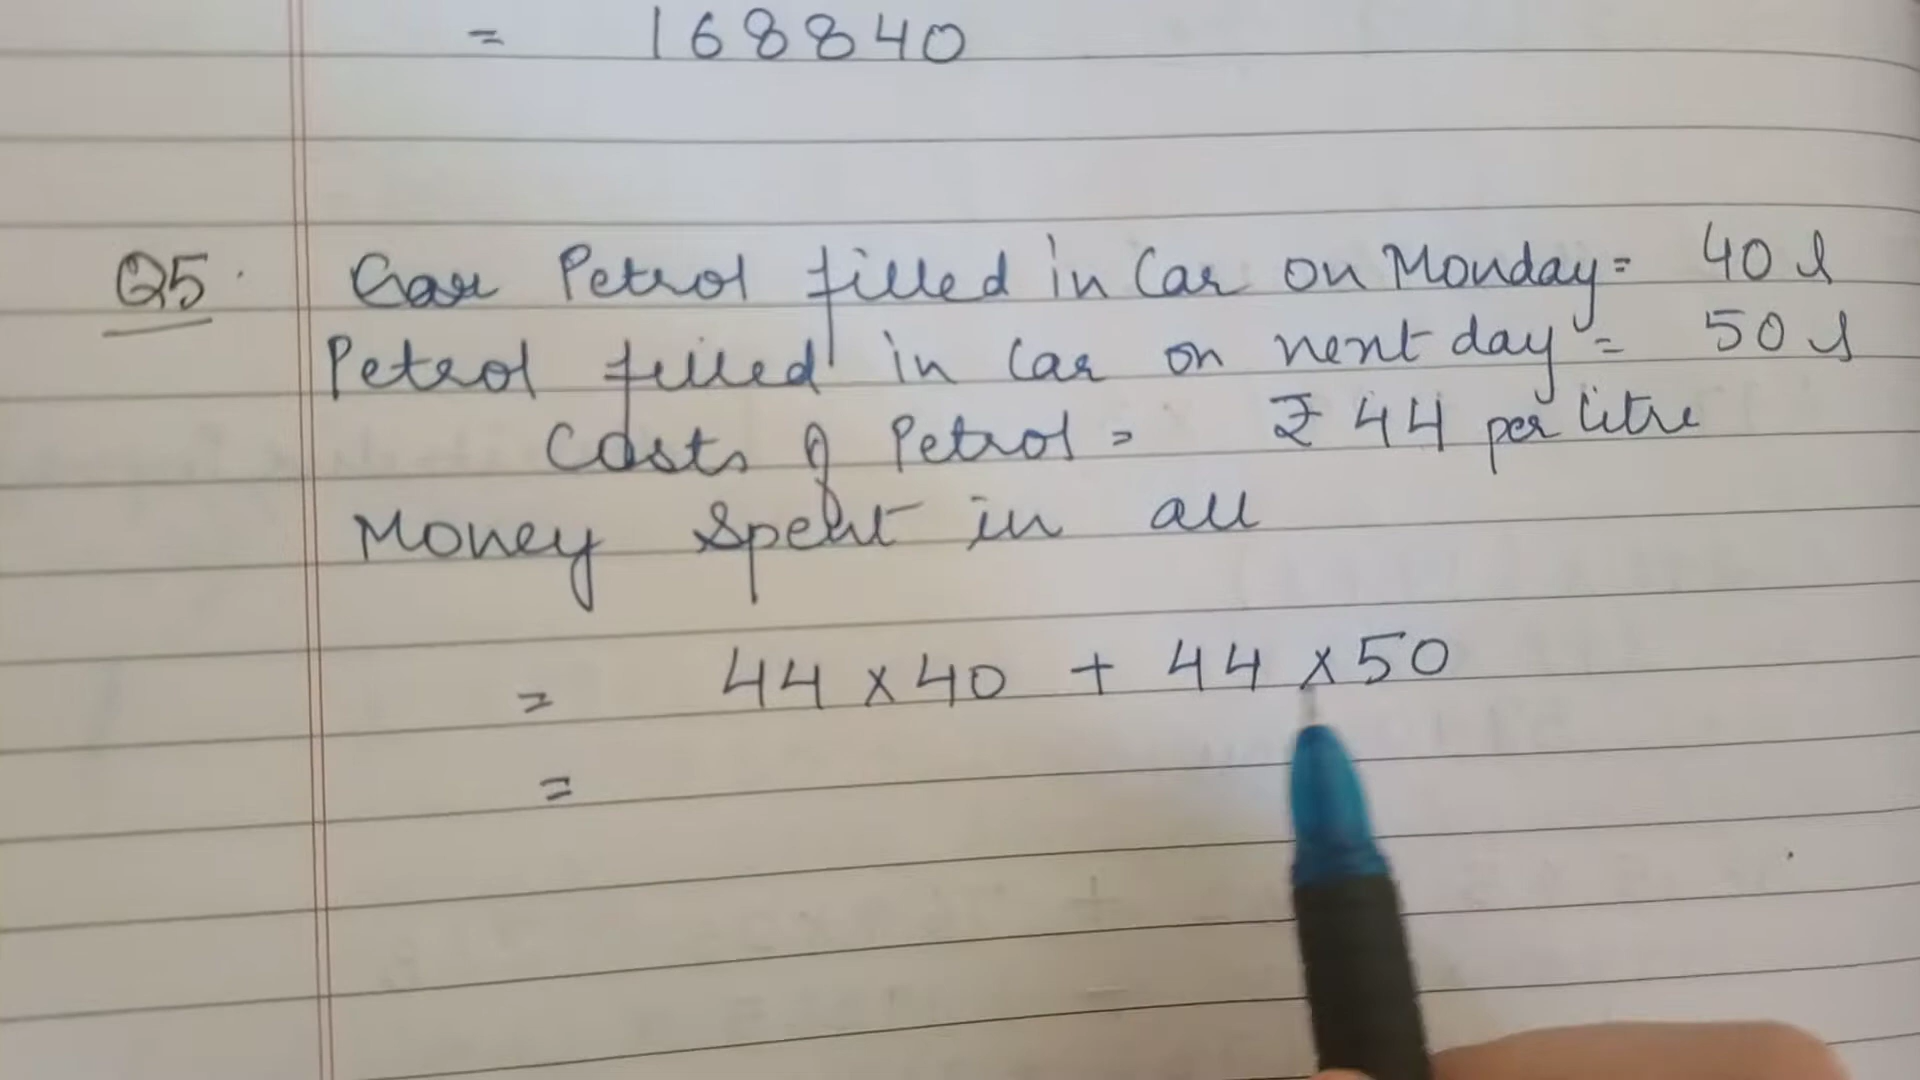 = 168840
Q5. Car Petrol filled in Car on Monday = 40 l
Petrol filled in Car on next day = 50 l
Costs of Petrol = ₹ 44 per litre
Money Spent in all
= 44 × 40 + 44 × 50
=